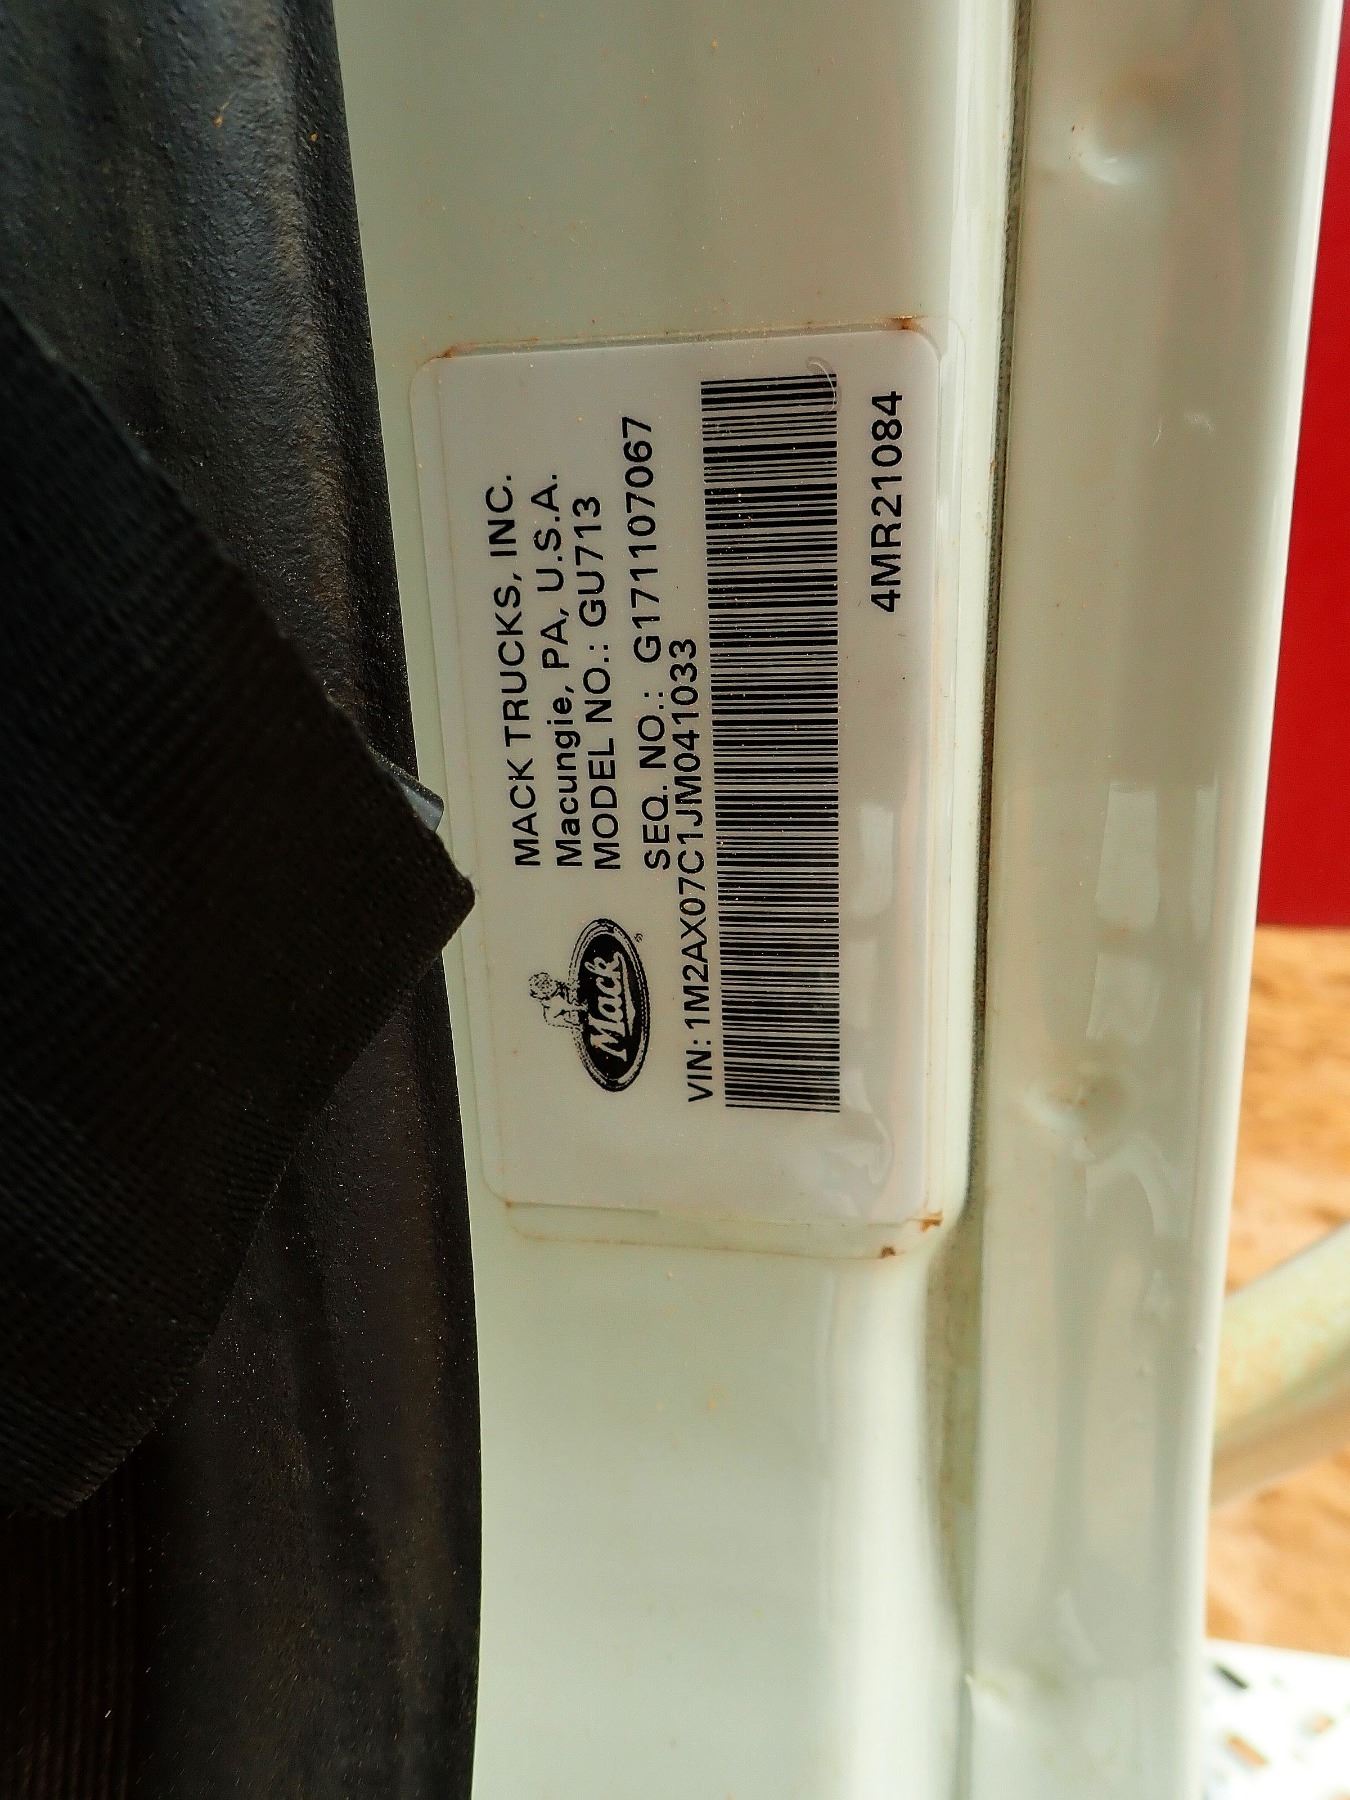 MACK TRUCKS, INC.
Macungie, PA, U.S.A.
MODEL NO.: GU713
SEQ. NO.: G171107067
Mack®
VIN: 1M2AX07C1JM041033
4MR21084